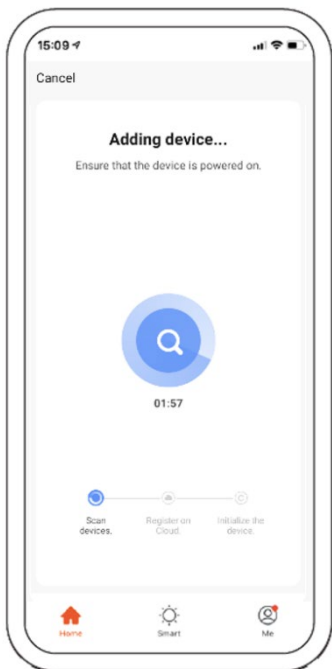 15:09
Cancel
Adding device...
Ensure that the device is powered on.
01:57
Scan devices.
Register on Cloud.
Initialize the device.
Home
Smart
Me